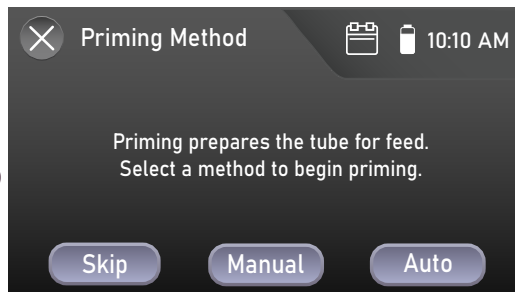 Priming Method
10:10 AM
Priming prepares the tube for feed.
Select a method to begin priming.
Skip
Manual
Auto